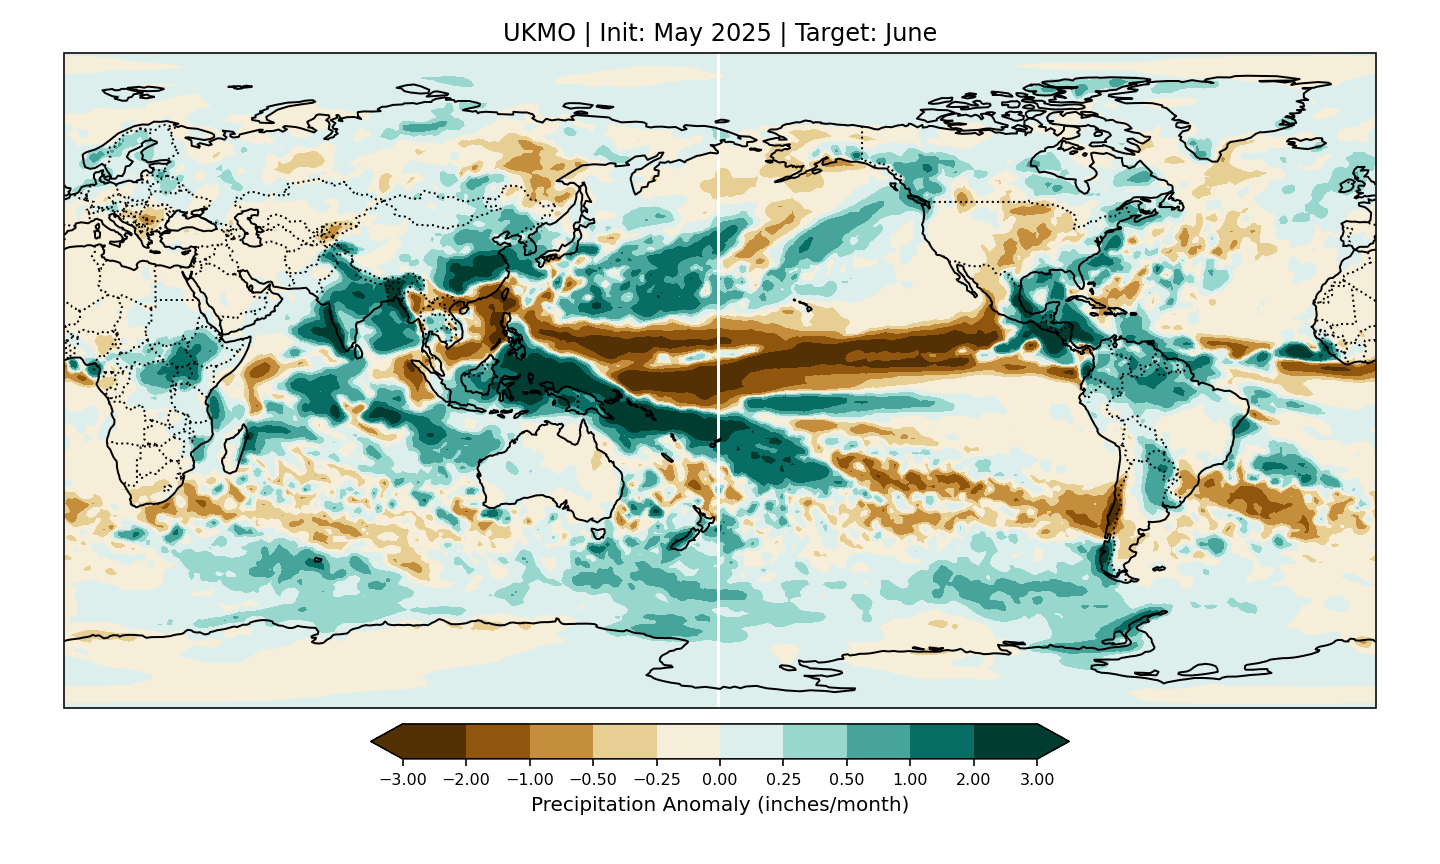 UKMO | Init: May 2025 | Target: June
−3.00 −2.00 −1.00 −0.50 −0.25 0.00 0.25 0.50 1.00 2.00 3.00
Precipitation Anomaly (inches/month)